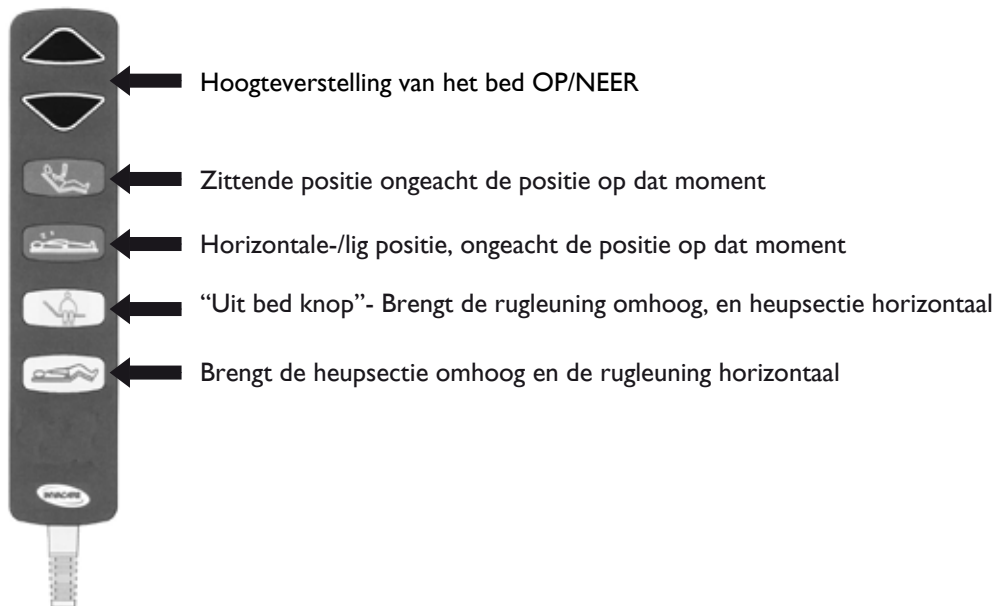 Hoogteverstelling van het bed OP/NEER
Zittende positie ongeacht de positie op dat moment
Horizontale-/lig positie, ongeacht de positie op dat moment
“Uit bed knop”- Brengt de rugleuning omhoog, en heupsectie horizontaal
Brengt de heupsectie omhoog en de rugleuning horizontaal
INVACARE